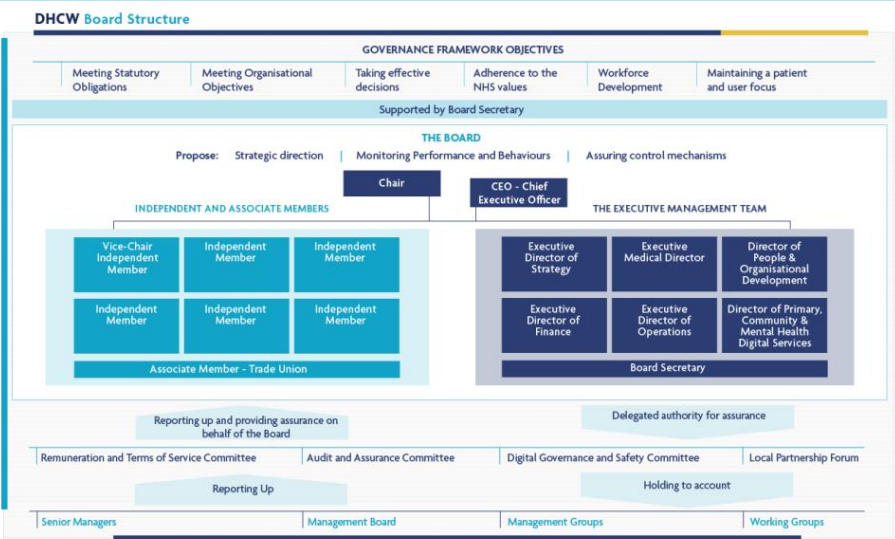 DHCW Board Structure
GOVERNANCE FRAMEWORK OBJECTIVES
Meeting Statutory
Obligations
Meeting Organisational
Objectives
Taking effective
decisions
Adherence to the
NHS values
Workforce
Development
Maintaining a patient
and user focus
Supported by Board Secretary
THE BOARD
Propose: Strategic direction | Monitoring Performance and Behaviours | Assuring control mechanisms
Chair
CEO - Chief
Executive Officer
INDEPENDENT AND ASSOCIATE MEMBERS
THE EXECUTIVE MANAGEMENT TEAM
Vice-Chair
Independent
Member
Independent
Member
Independent
Member
Independent
Member
Independent
Member
Independent
Member
Associate Member - Trade Union
Executive
Director of
Strategy
Executive
Medical Director
Director of
People &
Organisational
Development
Executive
Director of
Finance
Executive
Director of
Operations
Director of Primary,
Community &
Mental Health
Digital Services
Board Secretary
Reporting up and providing assurance on
behalf of the Board
Delegated authority for assurance
Remuneration and Terms of Service Committee
Audit and Assurance Committee
Digital Governance and Safety Committee
Local Partnership Forum
Reporting Up
Holding to account
Senior Managers
Management Board
Management Groups
Working Groups